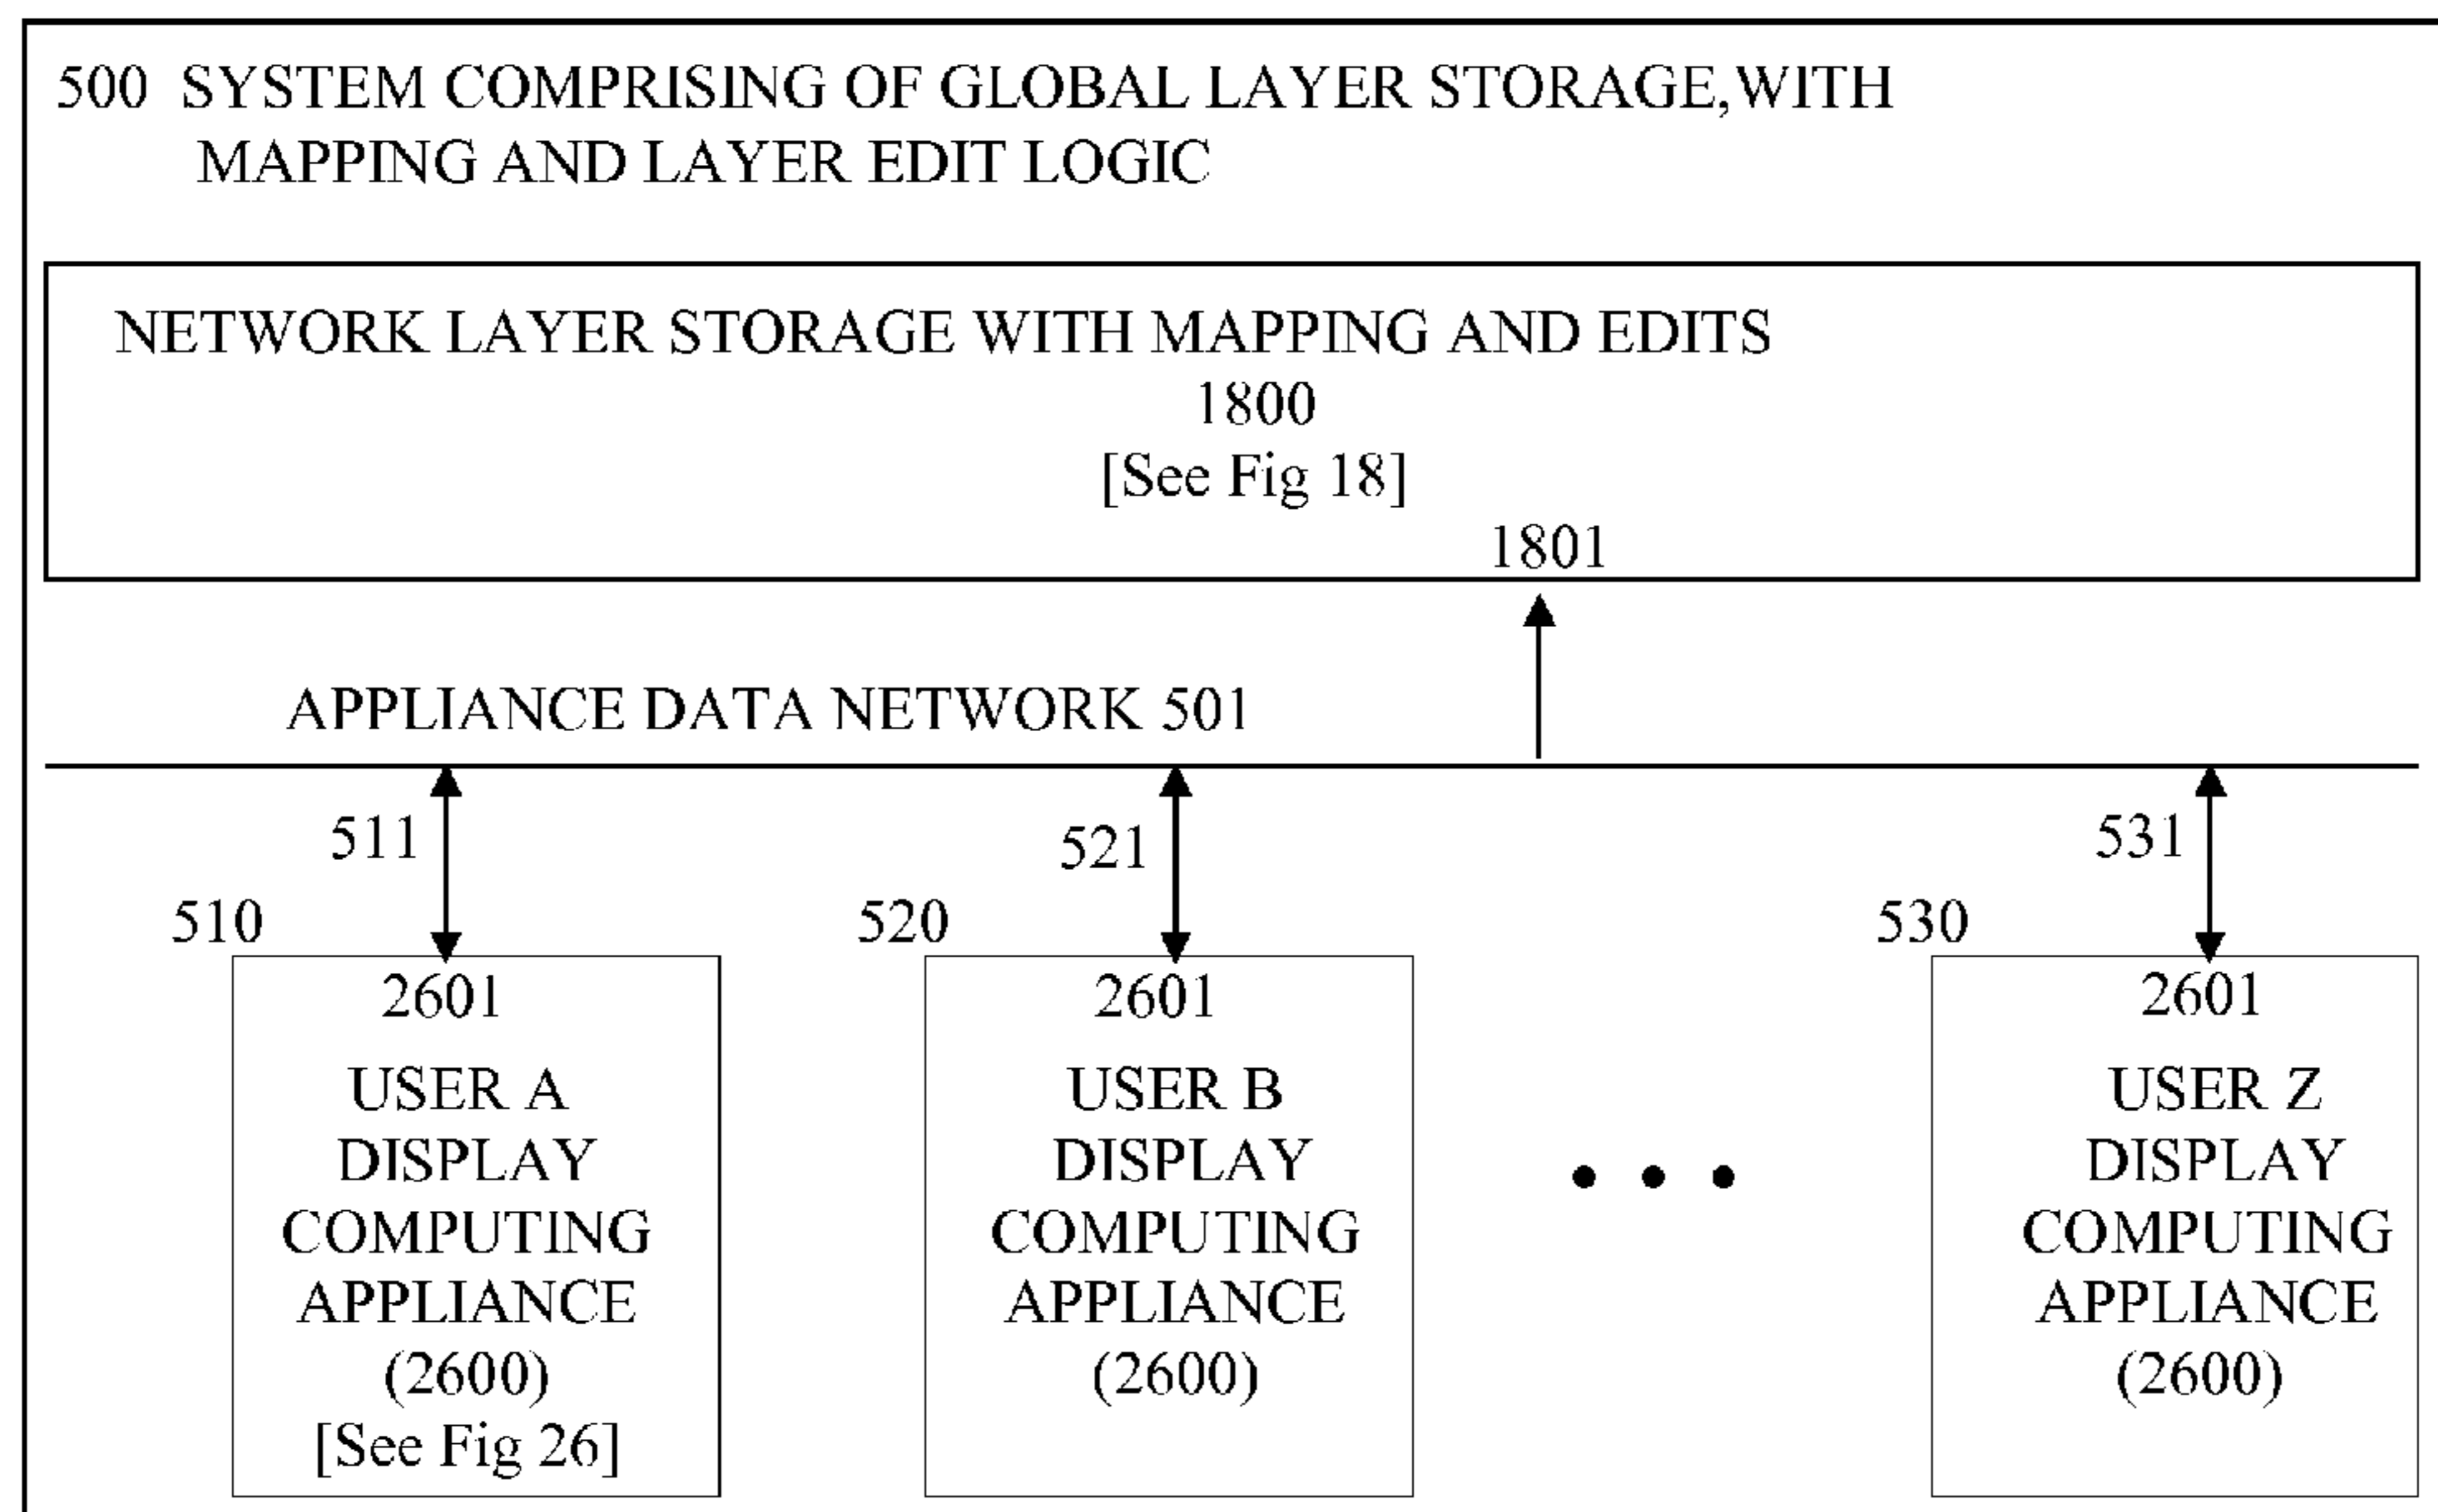 500 SYSTEM COMPRISING OF GLOBAL LAYER STORAGE,WITH
MAPPING AND LAYER EDIT LOGIC
NETWORK LAYER STORAGE WITH MAPPING AND EDITS
1800
[See Fig 18]
1801
APPLIANCE DATA NETWORK 501
511
521
531
510
520
530
2601
USER A
DISPLAY
COMPUTING
APPLIANCE
(2600)
[See Fig 26]
2601
USER B
DISPLAY
COMPUTING
APPLIANCE
(2600)
2601
USER Z
DISPLAY
COMPUTING
APPLIANCE
(2600)